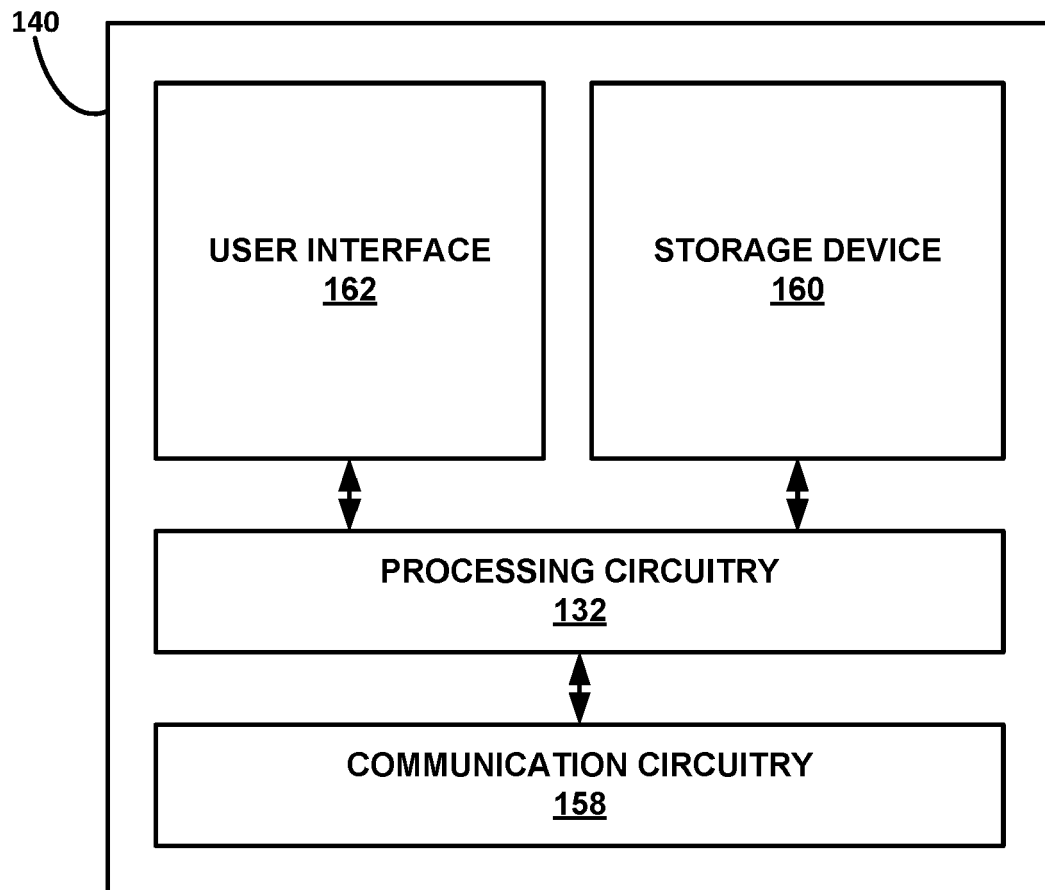 140
USER INTERFACE
162
STORAGE DEVICE
160
PROCESSING CIRCUITRY
132
COMMUNICATION CIRCUITRY
158